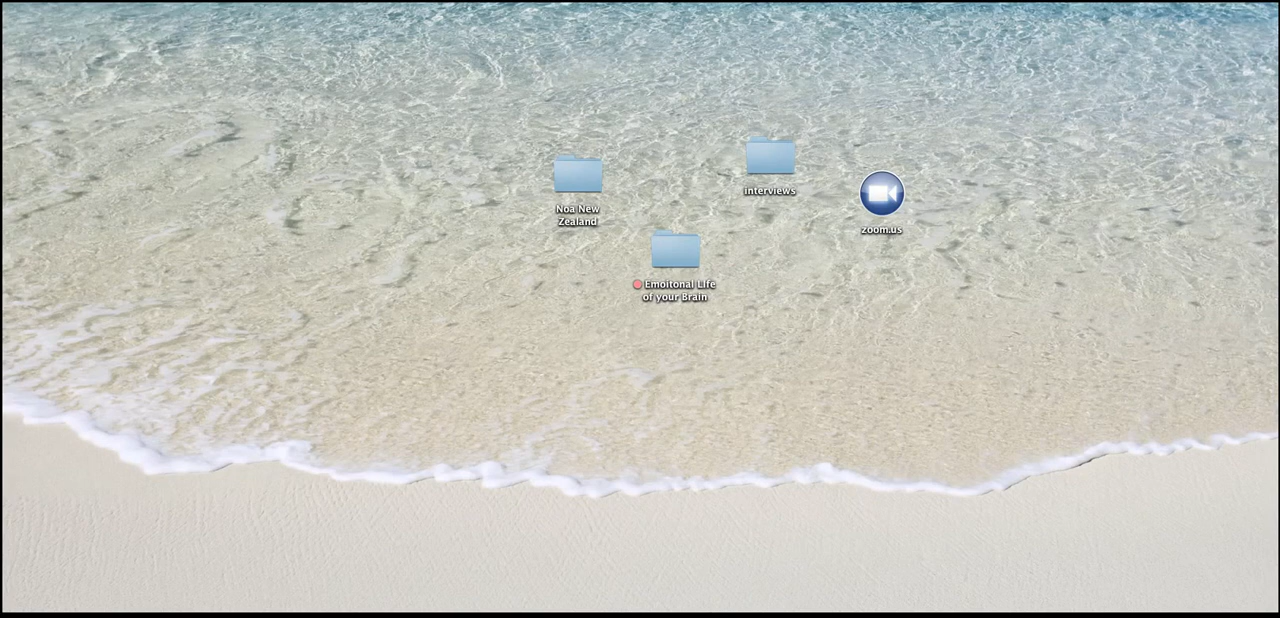 interviews
Noa New
Zealand
zoom.us
Emoitonal LIfe
of your Brain